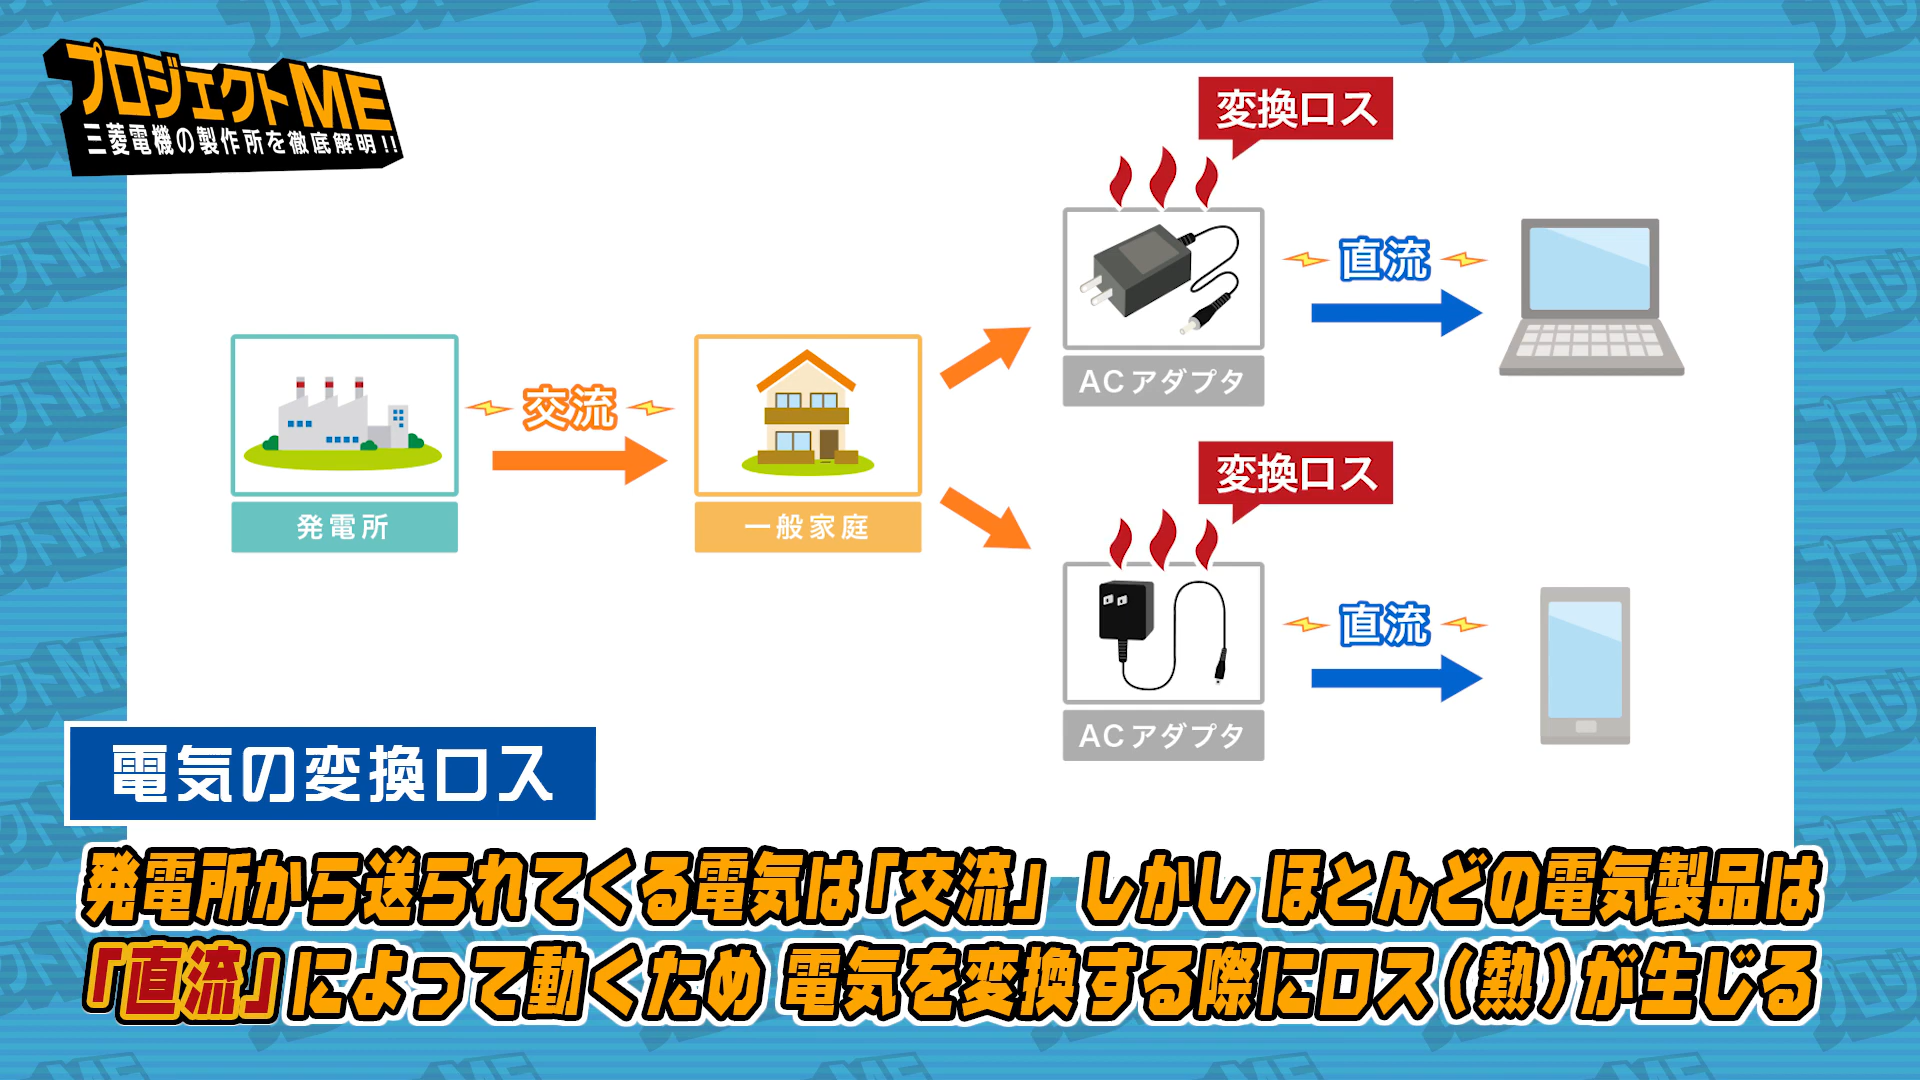 プロジェクトME
三菱電機の製作所を徹底解明!!
変換ロス
直流
ACアダプタ
交流
発電所
一般家庭
変換ロス
直流
ACアダプタ
電気の変換ロス
発電所から送られてくる電気は「交流」 しかし ほとんどの電気製品は
「直流」によって動くため 電気を変換する際にロス(熱)が生じる